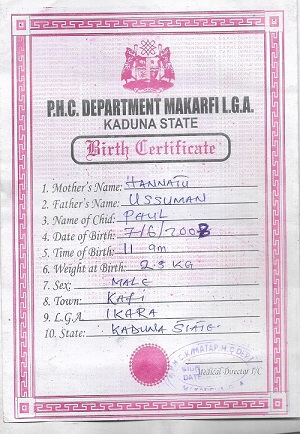 P.H.C. DEPARTMENT MAKARFI L.G.A.
KADUNA STATE
Birth Certificate
1. Mother's Name: HANNATU
2. Father's Name: USSUMAN
3. Name of Chid: PAUL
4. Date of Birth: 7/6/2008
5. Time of Birth: 11 am
6. Weight at Birth: 2.3 KG
7. Sex: MALE
8. Town: KAFI
9. L.G.A. IKARA
10. State: KADUNA STATE
Medical Director I/C